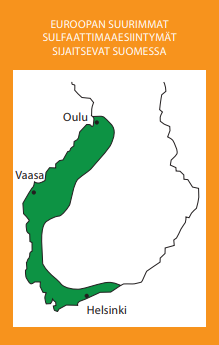 EUROOPAN SUURIMMAT
SULFAATTIMAAESIINTYMÄT
SIJAITSEVAT SUOMESSA
Oulu
Vaasa
Helsinki